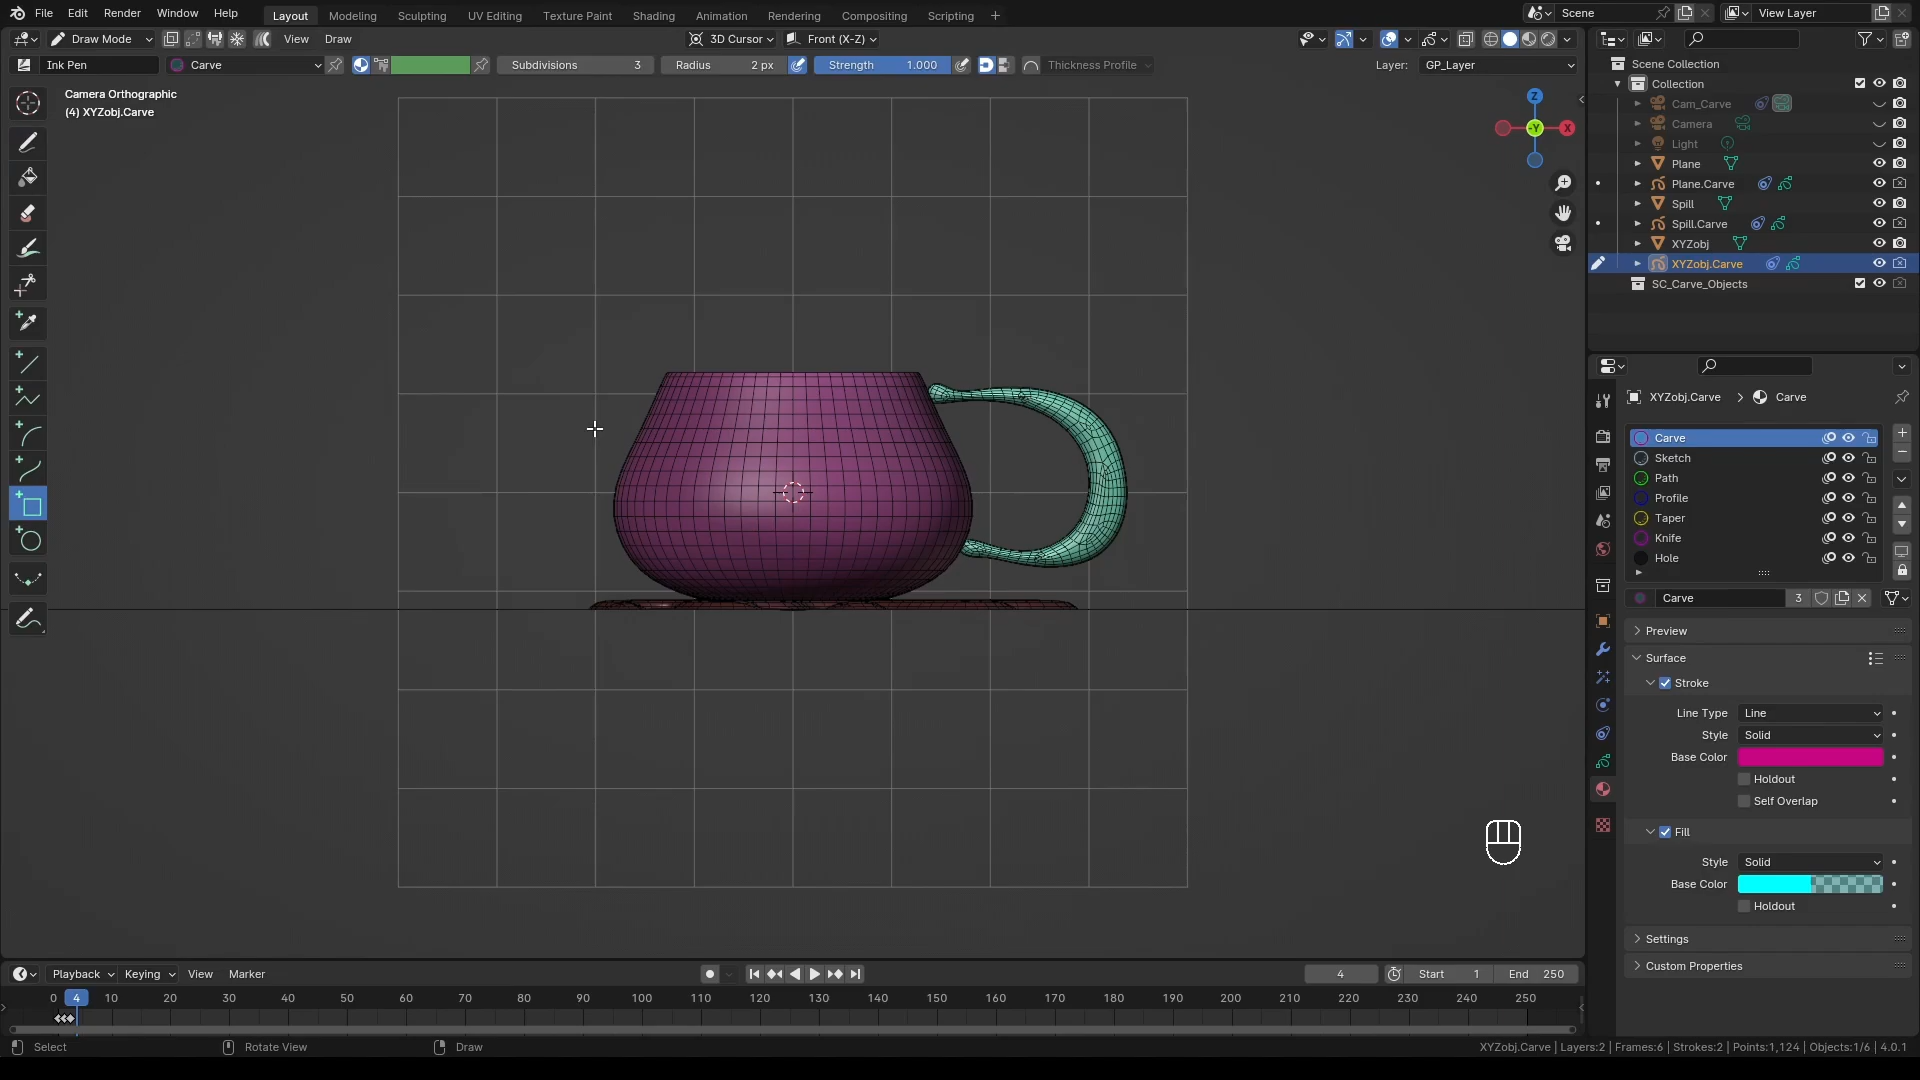 File Edit Render Window Help Layout Modeling Sculpting UV Editing Texture Paint Shading Animation Rendering Compositing Scripting + Scene View Layer
Draw Mode View Draw 3D Cursor Front (X-Z)
Ink Pen Carve Subdivisions 3 Radius 2 px Strength 1.000 Thickness Profile Layer: GP_Layer
Camera Orthographic
(4) XYZobj.Carve
Z
-Y X
Scene Collection
Collection
Cam_Carve
Camera
Light
Plane
Plane.Carve
Spill
Spill.Carve
XYZobj
XYZobj.Carve
SC_Carve_Objects
XYZobj.Carve > Carve
Carve
Sketch
Path
Profile
Taper
Knife
Hole
Carve 3
Preview
Surface
Stroke
Line Type Line
Style Solid
Base Color
Holdout
Self Overlap
Fill
Style Solid
Base Color
Holdout
Settings
Custom Properties
Playback Keying View Marker 4 Start 1 End 250
0 4 10 20 30 40 50 60 70 80 90 100 110 120 130 140 150 160 170 180 190 200 210 220 230 240 250
Select Rotate View Draw XYZobj.Carve | Layers:2 | Frames:6 | Strokes:2 | Points:1,124 | Objects:1/6 | 4.0.1